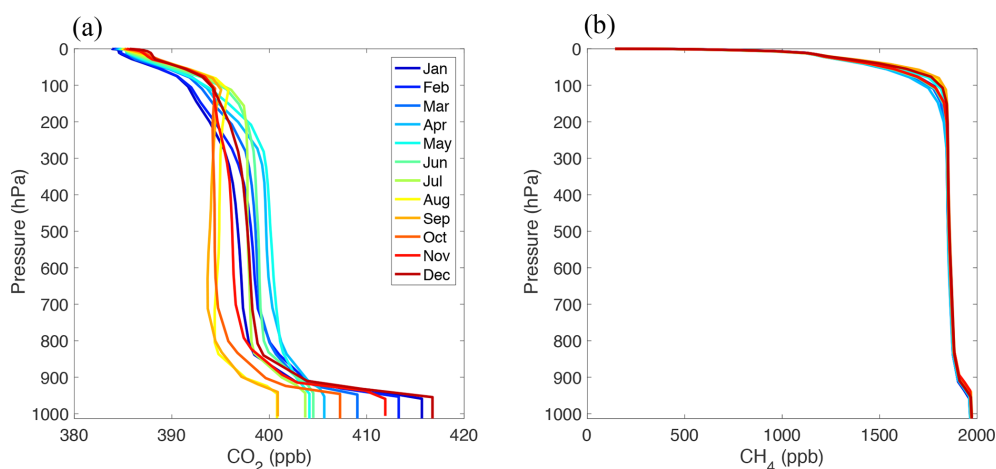 (a)
0
100
200
300
400
500
600
700
800
900
1000
Pressure (hPa)
Jan
Feb
Mar
Apr
May
Jun
Jul
Aug
Sep
Oct
Nov
Dec
380
390
400
410
420
CO2 (ppb)
(b)
0
100
200
300
400
500
600
700
800
900
1000
Pressure (hPa)
0
500
1000
1500
2000
CH4 (ppb)